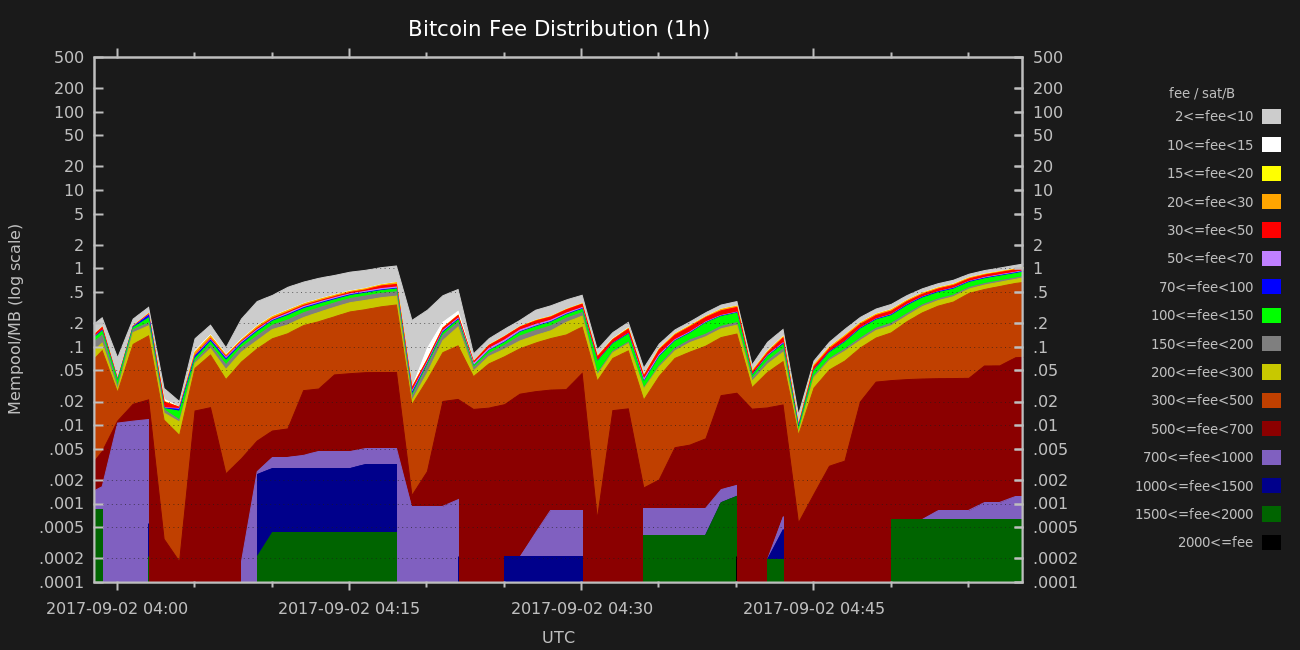 Bitcoin Fee Distribution (1h)
Mempool/MB (log scale)
500
200
100
50
20
10
5
2
1
.5
.2
.1
.05
.02
.01
.005
.002
.001
.0005
.0002
.0001
500
200
100
50
20
10
5
2
1
.5
.2
.1
.05
.02
.01
.005
.002
.001
.0005
.0002
.0001
2017-09-02 04:00
2017-09-02 04:15
2017-09-02 04:30
2017-09-02 04:45
UTC
fee / sat/B
2<=fee<10
10<=fee<15
15<=fee<20
20<=fee<30
30<=fee<50
50<=fee<70
70<=fee<100
100<=fee<150
150<=fee<200
200<=fee<300
300<=fee<500
500<=fee<700
700<=fee<1000
1000<=fee<1500
1500<=fee<2000
2000<=fee